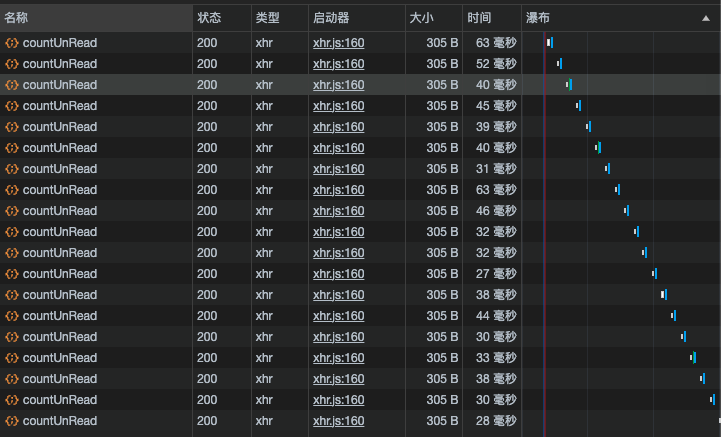 名称 状态 类型 启动器 大小 时间 瀑布
countUnRead 200 xhr xhr.js:160 305 B 63 毫秒
countUnRead 200 xhr xhr.js:160 305 B 52 毫秒
countUnRead 200 xhr xhr.js:160 305 B 40 毫秒
countUnRead 200 xhr xhr.js:160 305 B 45 毫秒
countUnRead 200 xhr xhr.js:160 305 B 39 毫秒
countUnRead 200 xhr xhr.js:160 305 B 40 毫秒
countUnRead 200 xhr xhr.js:160 305 B 31 毫秒
countUnRead 200 xhr xhr.js:160 305 B 63 毫秒
countUnRead 200 xhr xhr.js:160 305 B 46 毫秒
countUnRead 200 xhr xhr.js:160 305 B 32 毫秒
countUnRead 200 xhr xhr.js:160 305 B 32 毫秒
countUnRead 200 xhr xhr.js:160 305 B 27 毫秒
countUnRead 200 xhr xhr.js:160 305 B 38 毫秒
countUnRead 200 xhr xhr.js:160 305 B 44 毫秒
countUnRead 200 xhr xhr.js:160 305 B 30 毫秒
countUnRead 200 xhr xhr.js:160 305 B 33 毫秒
countUnRead 200 xhr xhr.js:160 305 B 38 毫秒
countUnRead 200 xhr xhr.js:160 305 B 30 毫秒
countUnRead 200 xhr xhr.js:160 305 B 28 毫秒